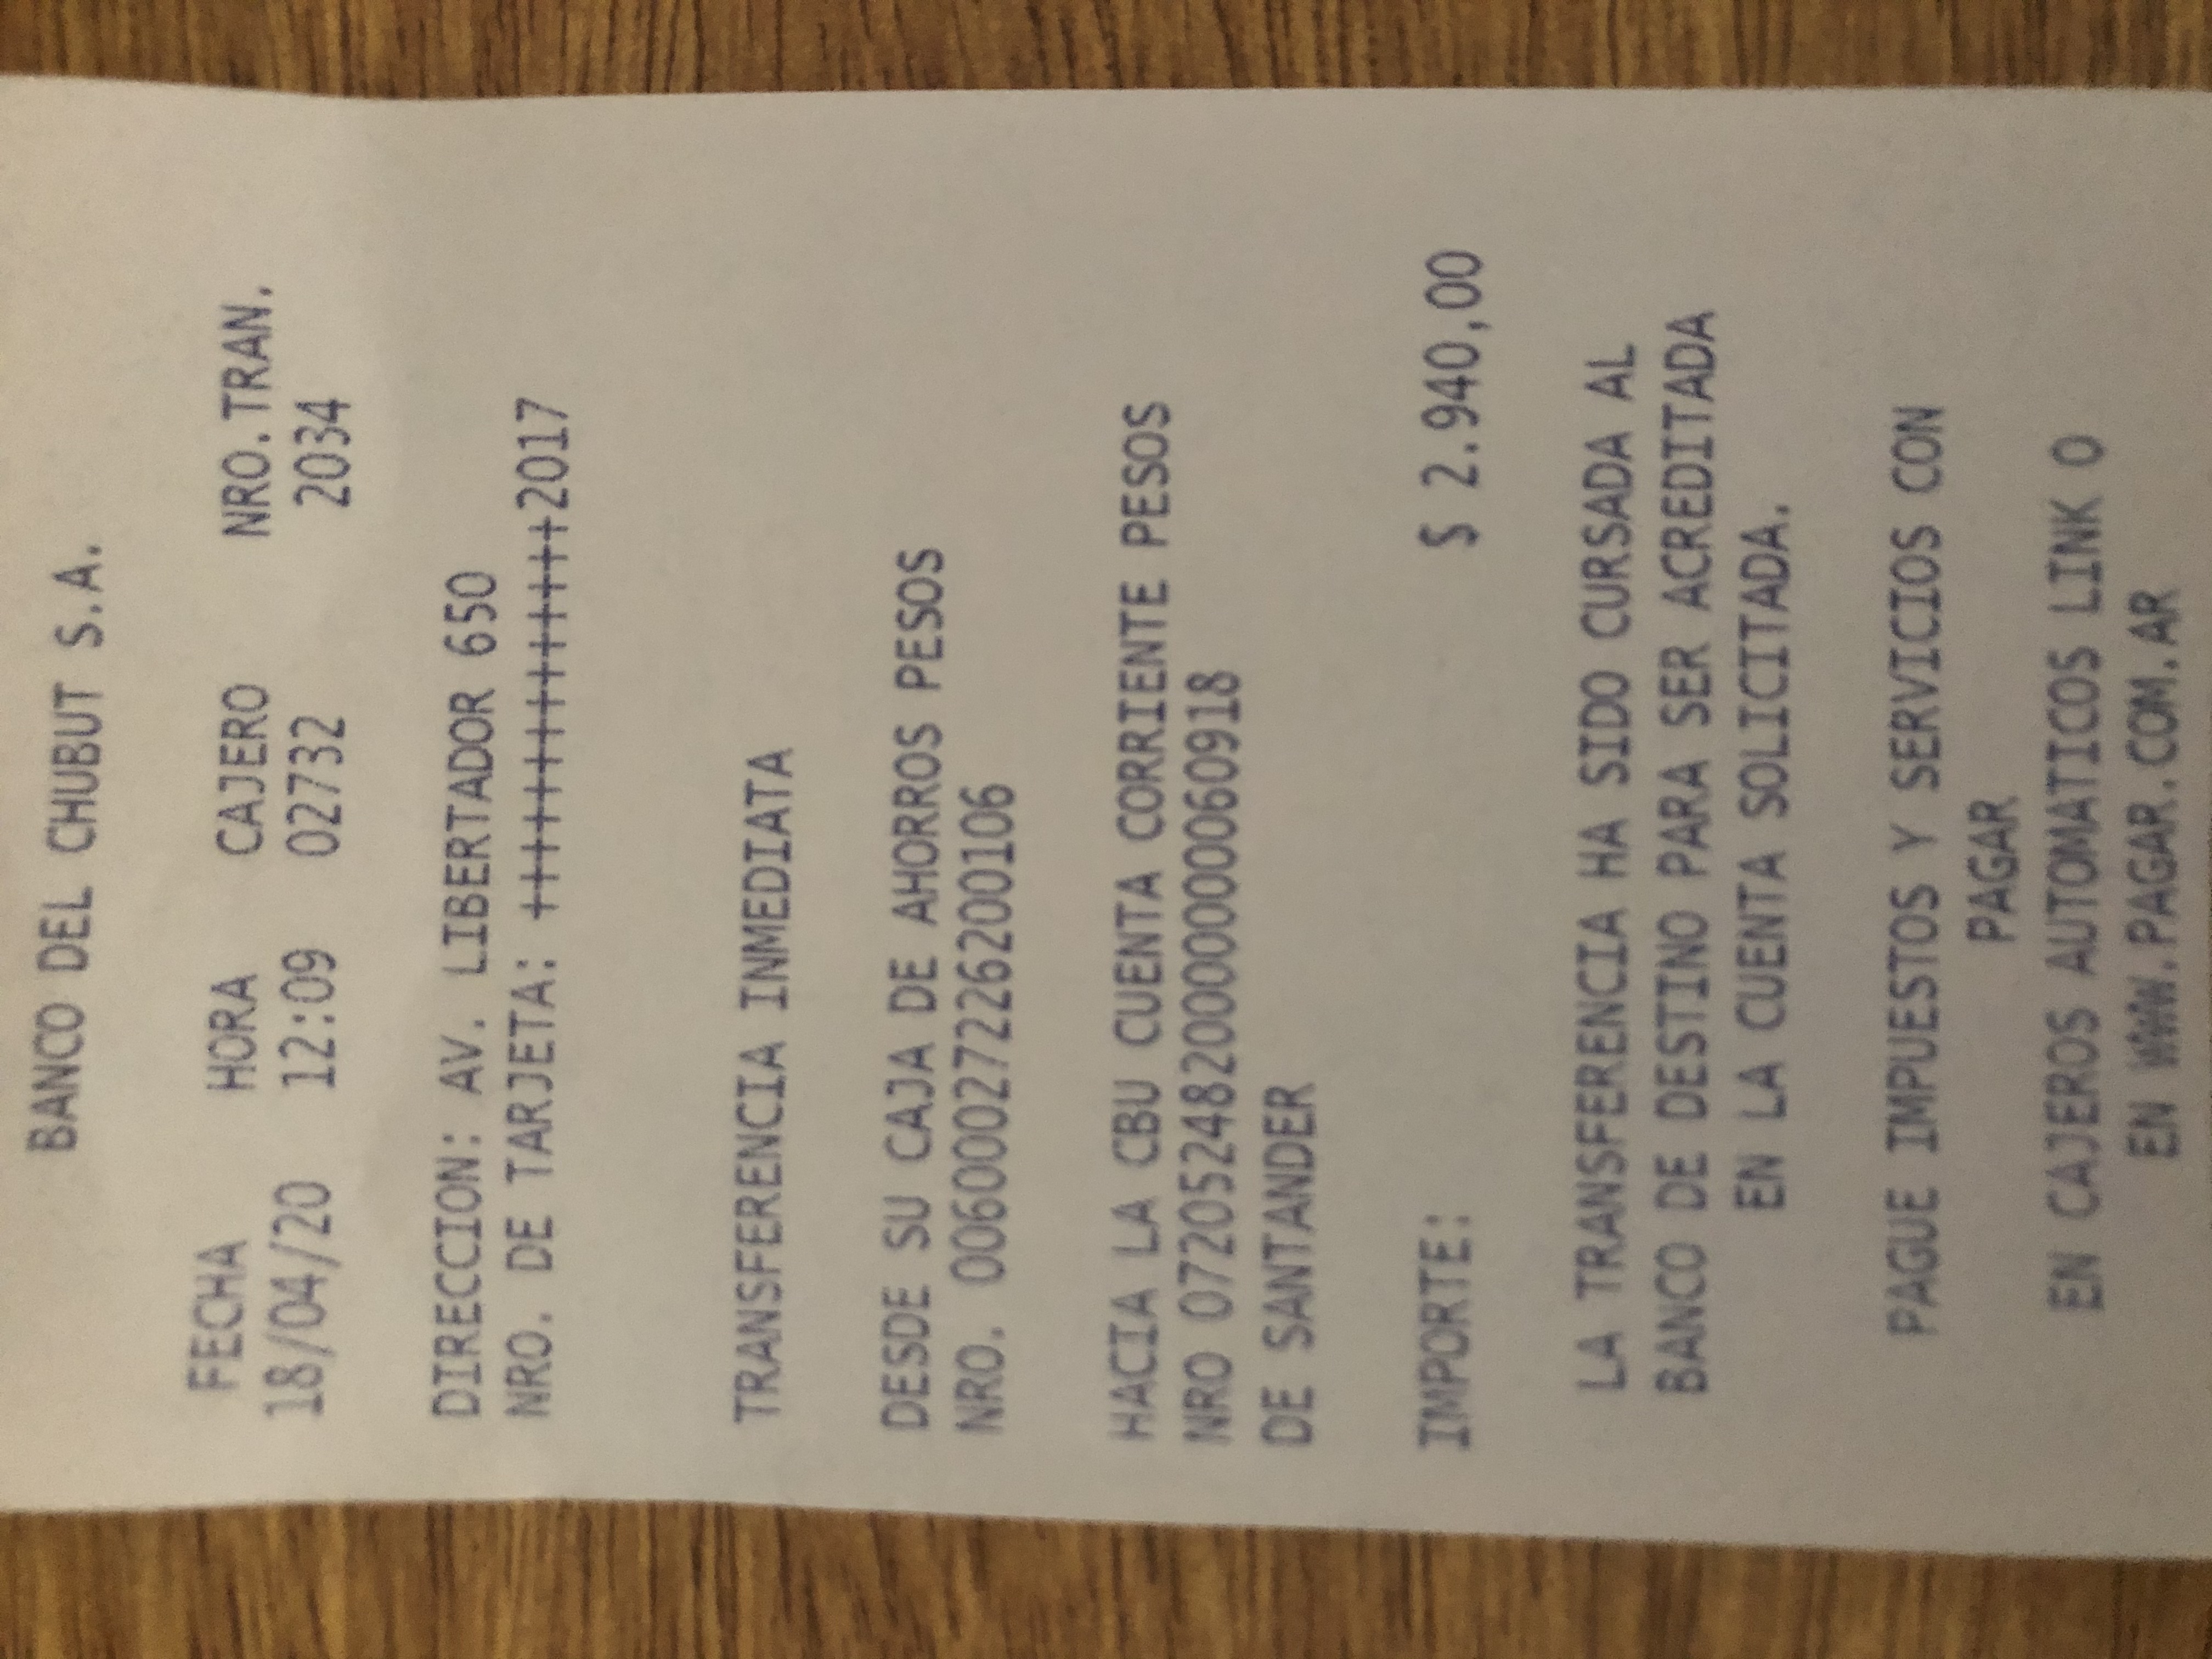 BANCO DEL CHUBUT S.A.
FECHA HORA CAJERO NRO.TRAN.
18/04/20 12:09 02732 2034
DIRECCION: AV. LIBERTADOR 650
NRO. DE TARJETA: ++++++++++++++2017
TRANSFERENCIA INMEDIATA
DESDE SU CAJA DE AHORROS PESOS
NRO. 00600027226200106
HACIA LA CBU CUENTA CORRIENTE PESOS
NRO 0720524820000000060918
DE SANTANDER
IMPORTE: $ 2.940,00
LA TRANSFERENCIA HA SIDO CURSADA AL
BANCO DE DESTINO PARA SER ACREDITADA
EN LA CUENTA SOLICITADA.
PAGUE IMPUESTOS Y SERVICIOS CON
PAGAR
EN CAJEROS AUTOMATICOS LINK O
EN WWW.PAGAR.COM.AR